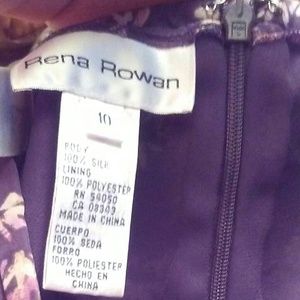 Rena Rowan
10
BODY
100% SILK
LINING
100% POLYESTER
RN 54050
CA 08343
MADE IN CHINA
CUERPO
100% SEDA
FORRO
100% POLIESTER
HECHO EN
CHINA